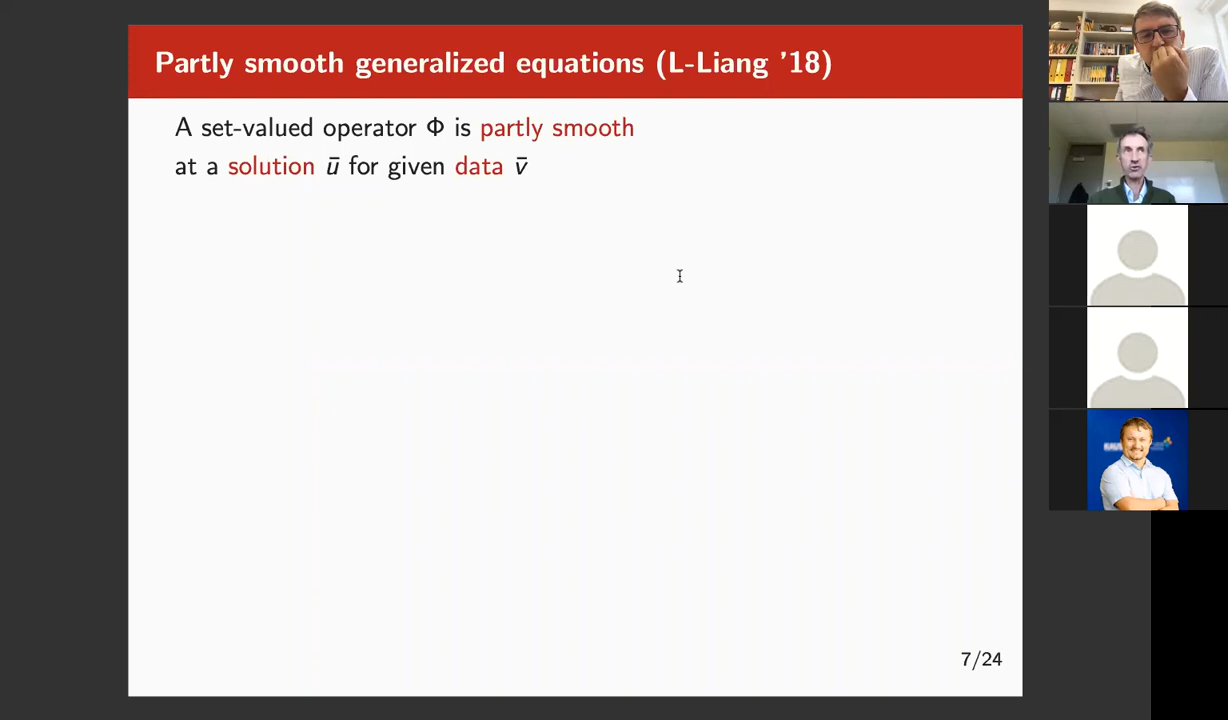 Partly smooth generalized equations (L-Liang '18)
A set-valued operator Φ is partly smooth
at a solution ū for given data v̄
7/24